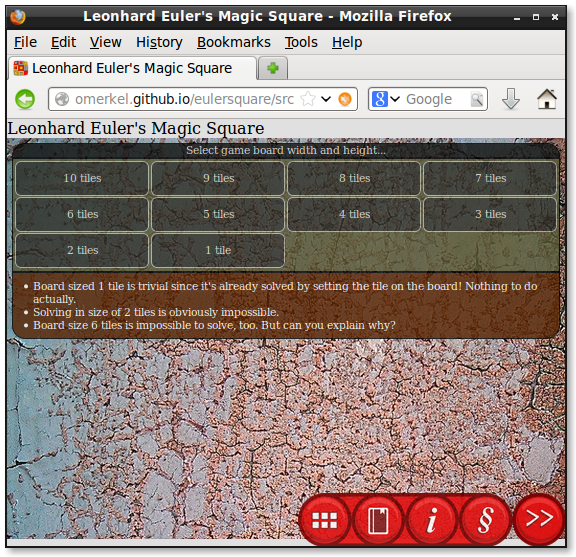 Leonhard Euler's Magic Square - Mozilla Firefox
File Edit View History Bookmarks Tools Help
Leonhard Euler's Magic Square
omerkel.github.io/eulersquare/src
Google
Leonhard Euler's Magic Square
Select game board width and height...
10 tiles 9 tiles 8 tiles 7 tiles
6 tiles 5 tiles 4 tiles 3 tiles
2 tiles 1 tile
• Board sized 1 tile is trivial since it's already solved by setting the tile on the board! Nothing to do
actually.
• Solving in size of 2 tiles is obviously impossible.
• Board size 6 tiles is impossible to solve, too. But can you explain why?
i § >>